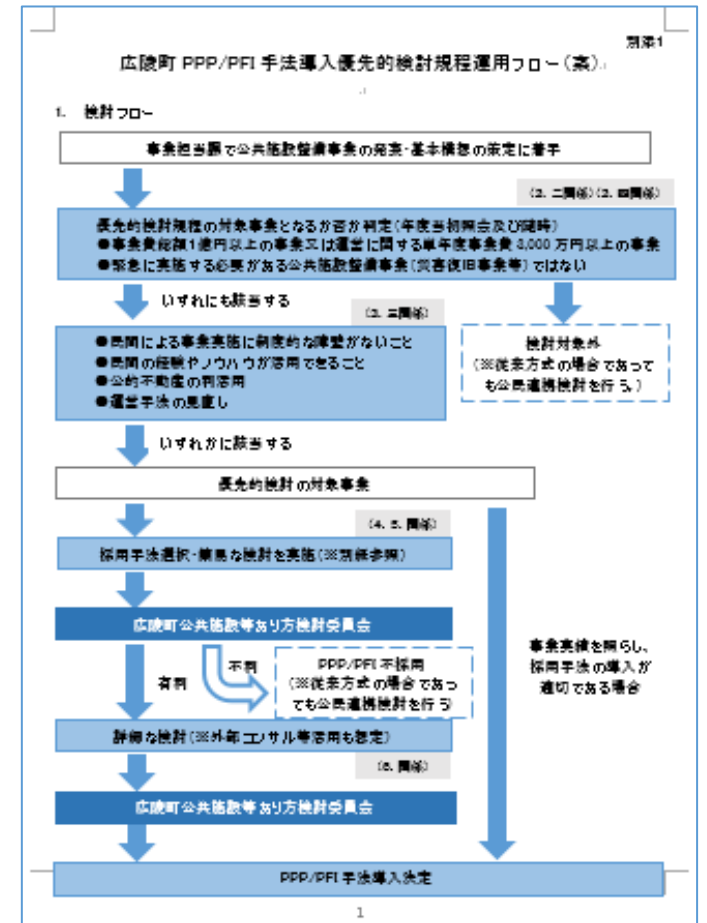 別添1
広陵町 PPP/PFI 手法導入優先的検討規程運用フロー(案)
1. 検討フロー
事業担当課で公共施設整備事業の発案・基本構想の策定に着手
(2. 二関係)(2. 四関係)
優先的検討規程の対象事業となるか否か判定(年度当初照会及び随時)
●事業費総額1億円以上の事業又は運営に関する単年度事業費 3,000 万円以上の事業
●緊急に実施する必要がある公共施設整備事業(災害復旧事業等)ではない
いずれにも該当する
(2. 三関係)
●民間による事業実施に制度的な障壁がないこと
●民間の経験やノウハウが活用できること
●公的不動産の利活用
●運営手法の見直し
検討対象外
(※従来方式の場合であって
も公民連携検討を行う。)
いずれかに該当する
優先的検討の対象事業
(4. 5. 関係)
採用手法選択・簡易な検討を実施(※別紙参照)
広陵町公共施設等あり方検討委員会
有利
不利
PPP/PFI 不採用
(※従来方式の場合であっ
ても公民連携検討を行う)
事業実績を照らし、
採用手法の導入が
適切である場合
詳細な検討(※外部コンサル等活用も想定)
(6. 関係)
広陵町公共施設等あり方検討委員会
PPP/PFI 手法導入決定
1